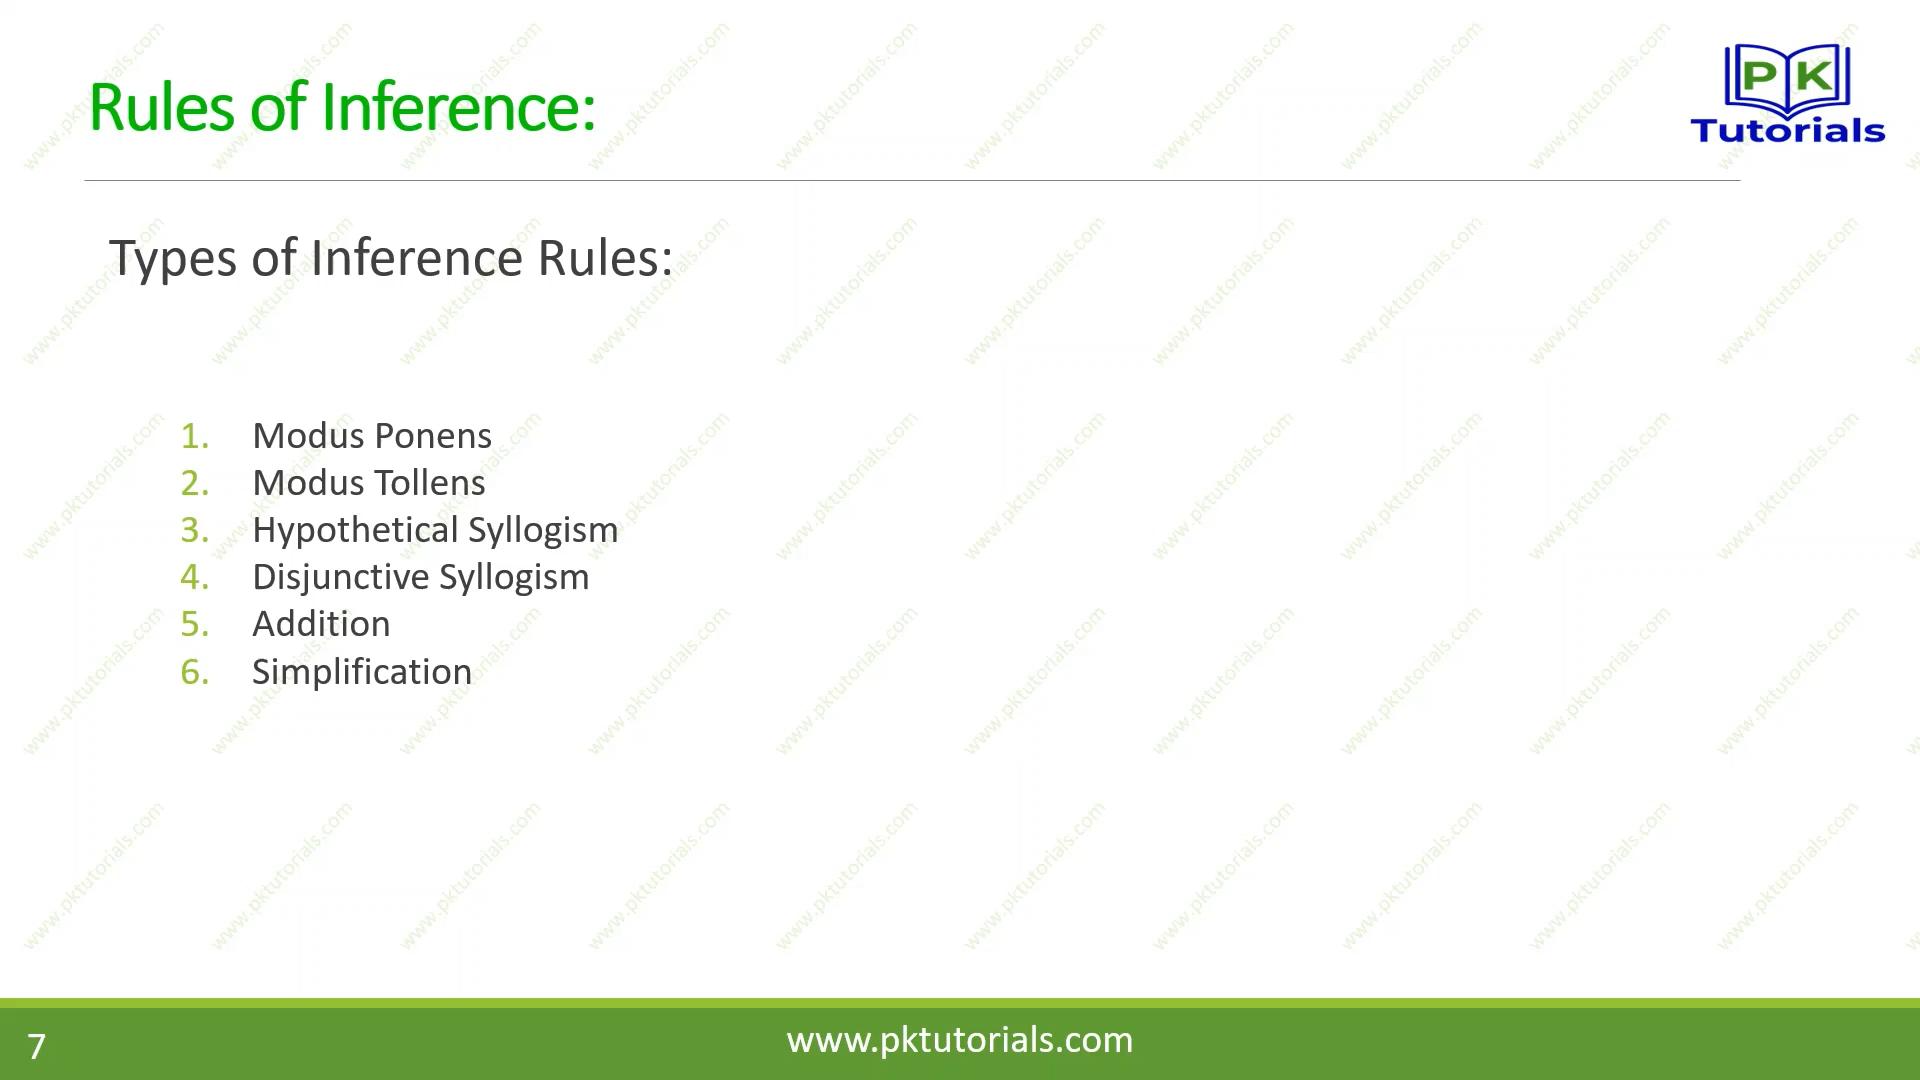 Rules of Inference:
PK
Tutorials
Types of Inference Rules:
1. Modus Ponens
2. Modus Tollens
3. Hypothetical Syllogism
4. Disjunctive Syllogism
5. Addition
6. Simplification
7
www.pktutorials.com